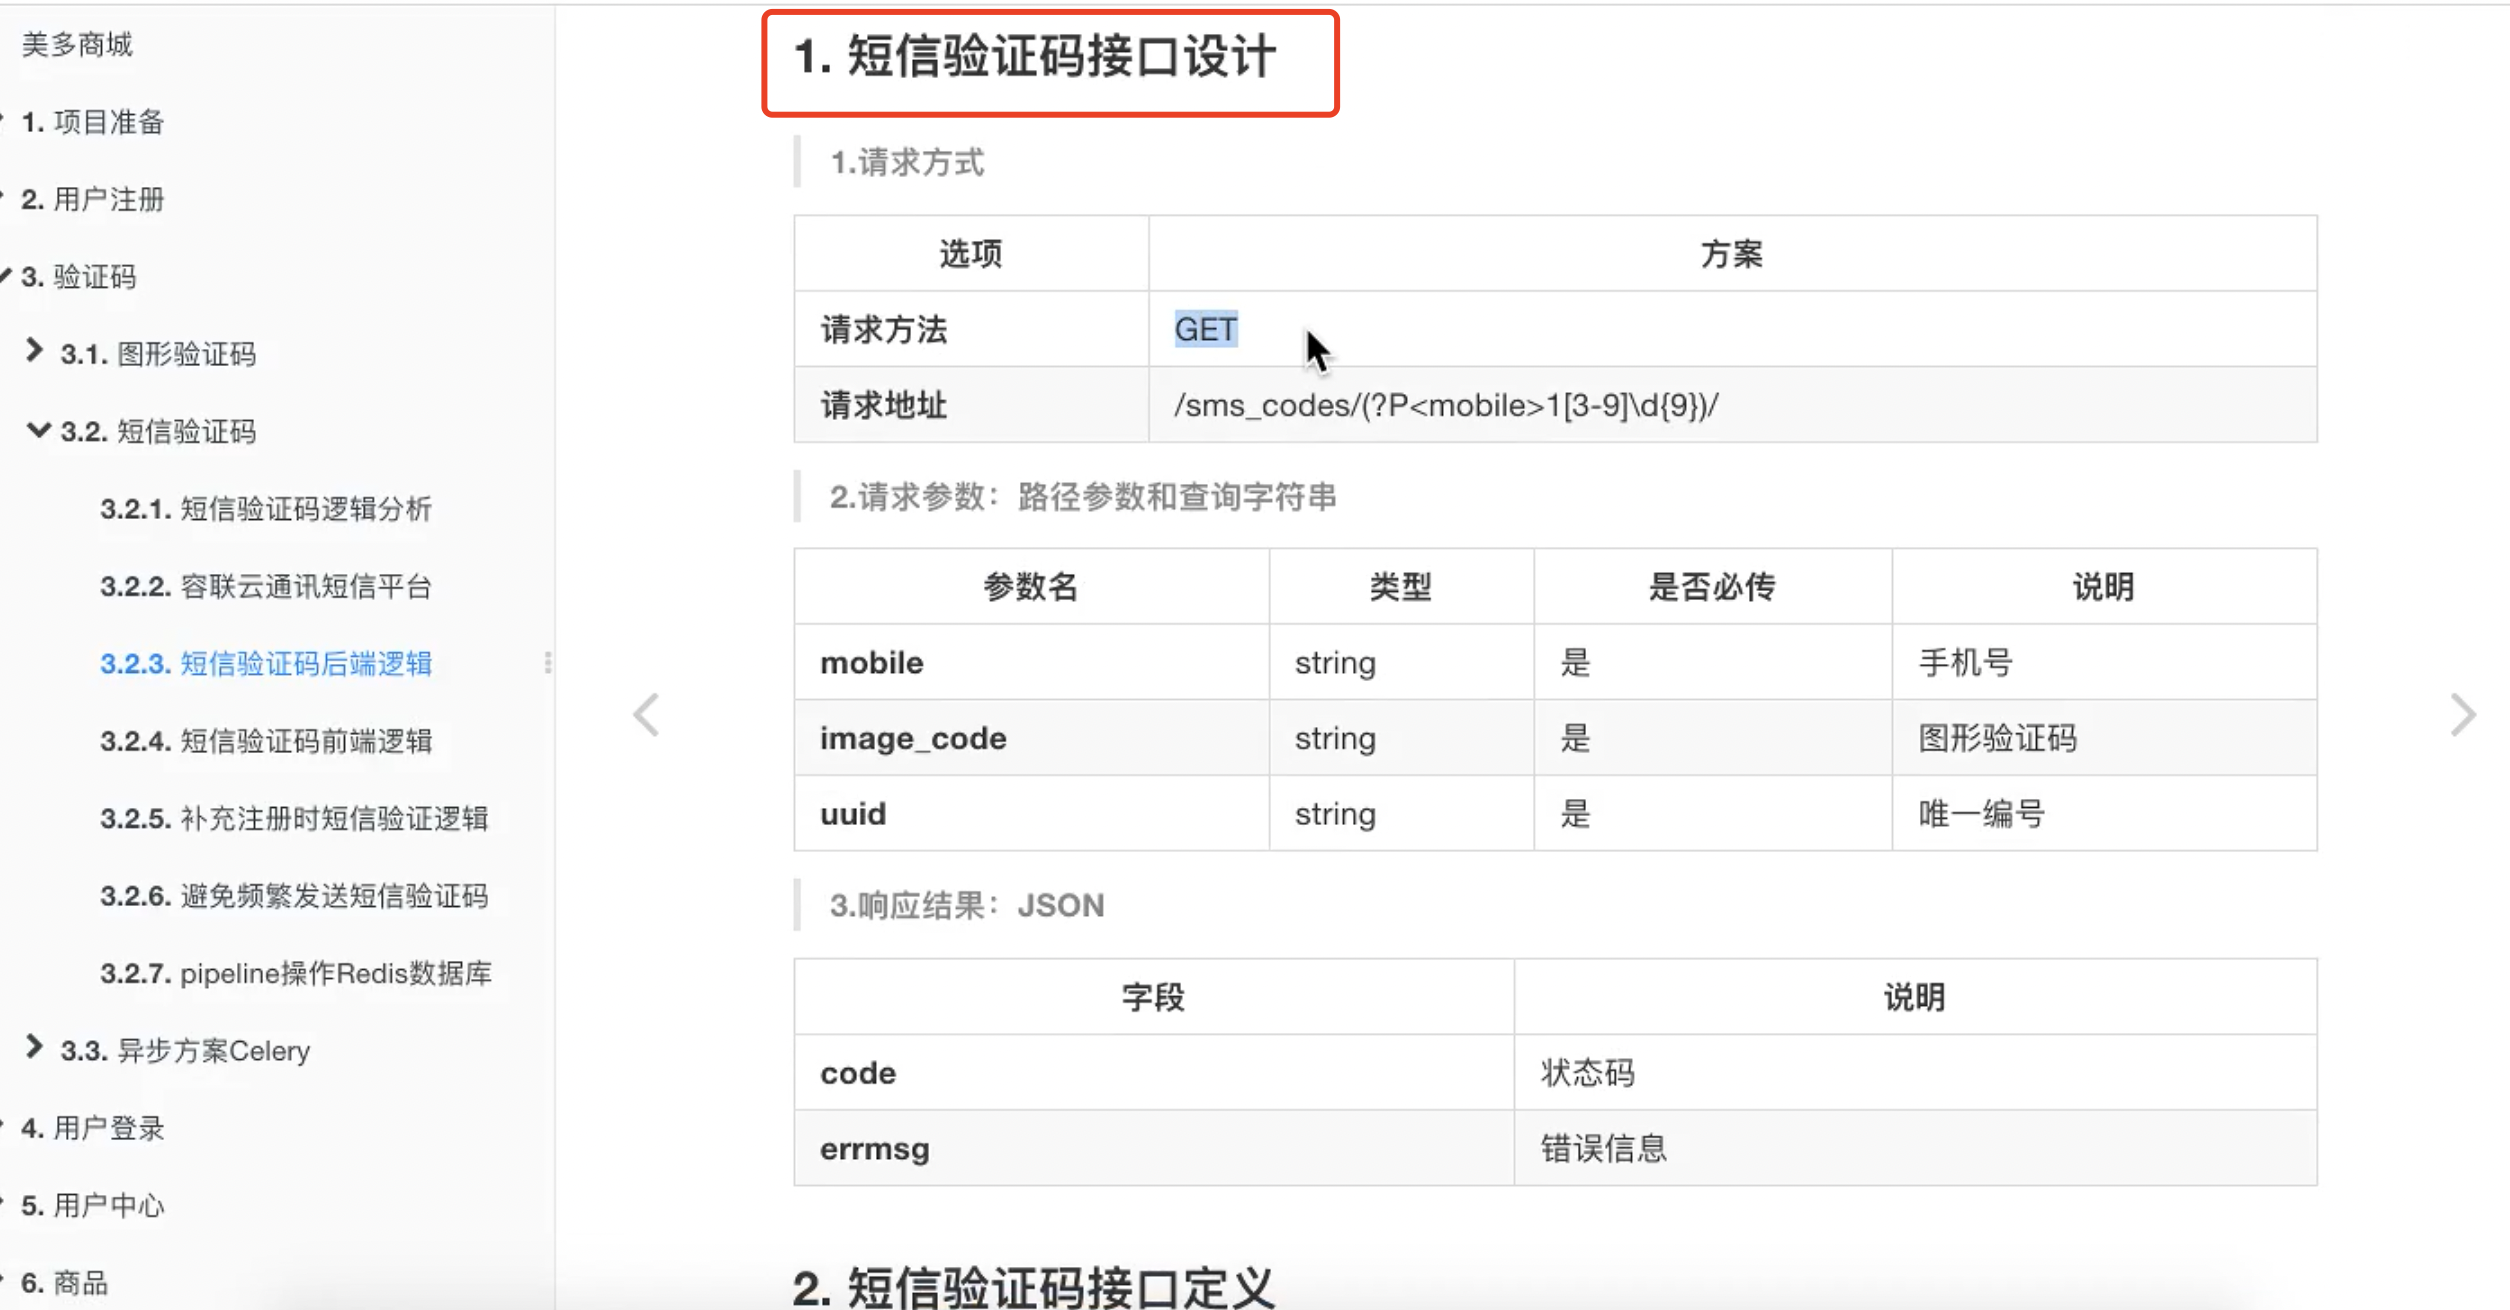 美多商城
1. 项目准备
2. 用户注册
3. 验证码
3.1. 图形验证码
3.2. 短信验证码
3.2.1. 短信验证码逻辑分析
3.2.2. 容联云通讯短信平台
3.2.3. 短信验证码后端逻辑
3.2.4. 短信验证码前端逻辑
3.2.5. 补充注册时短信验证逻辑
3.2.6. 避免频繁发送短信验证码
3.2.7. pipeline操作Redis数据库
3.3. 异步方案Celery
4. 用户登录
5. 用户中心
6. 商品
1. 短信验证码接口设计
1.请求方式
选项 方案
请求方法 GET
请求地址 /sms_codes/(?P<mobile>1[3-9]\d{9})/
2.请求参数：路径参数和查询字符串
参数名 类型 是否必传 说明
mobile string 是 手机号
image_code string 是 图形验证码
uuid string 是 唯一编号
3.响应结果：JSON
字段 说明
code 状态码
errmsg 错误信息
2. 短信验证码接口定义